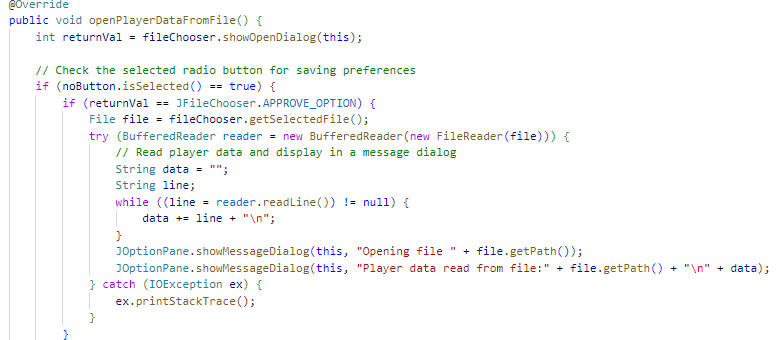 @Override
public void openPlayerDataFromFile() {
int returnVal = fileChooser.showOpenDialog(this);
// Check the selected radio button for saving preferences
if (noButton.isSelected() == true) {
if (returnVal == JFileChooser.APPROVE_OPTION) {
File file = fileChooser.getSelectedFile();
try (BufferedReader reader = new BufferedReader(new FileReader(file))) {
// Read player data and display in a message dialog
String data = "";
String line;
while ((line = reader.readLine()) != null) {
data += line + "\n";
}
JOptionPane.showMessageDialog(this, "Opening file " + file.getPath());
JOptionPane.showMessageDialog(this, "Player data read from file:" + file.getPath() + "\n" + data);
} catch (IOException ex) {
ex.printStackTrace();
}
}